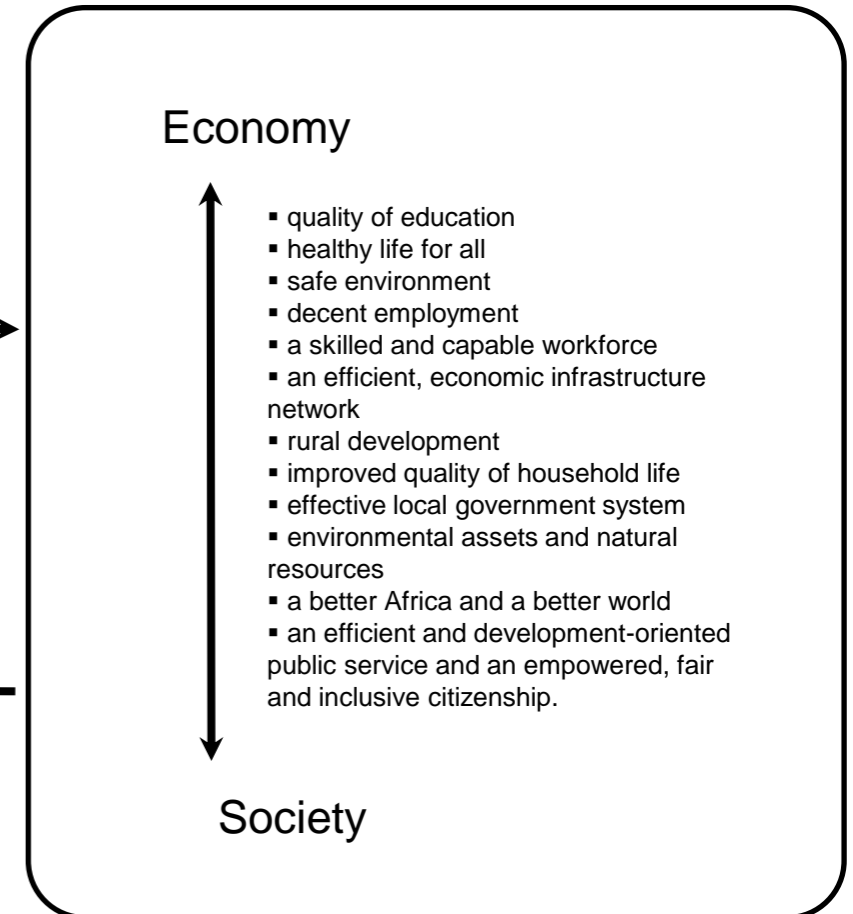 Economy
▪ quality of education
▪ healthy life for all
▪ safe environment
▪ decent employment
▪ a skilled and capable workforce
▪ an efficient, economic infrastructure
network
▪ rural development
▪ improved quality of household life
▪ effective local government system
▪ environmental assets and natural
resources
▪ a better Africa and a better world
▪ an efficient and development-oriented
public service and an empowered, fair
and inclusive citizenship.
Society